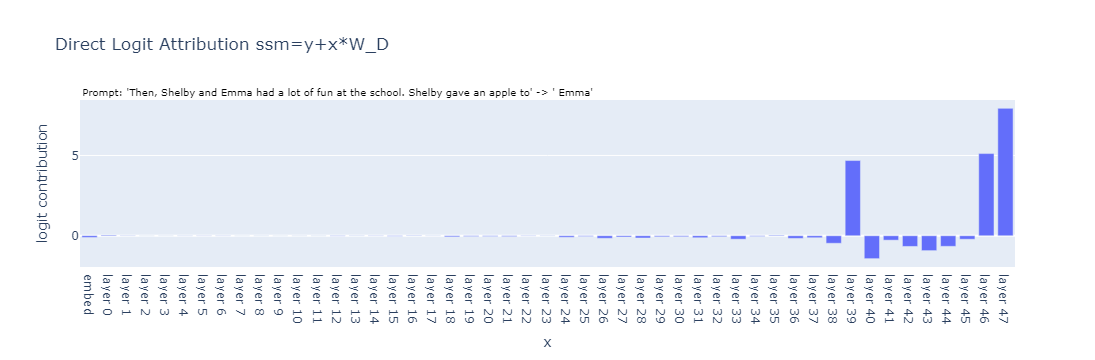 Direct Logit Attribution ssm=y+x*W_D
Prompt: 'Then, Shelby and Emma had a lot of fun at the school. Shelby gave an apple to' -> ' Emma'
logit contribution
5
0
embed
layer 0
layer 1
layer 2
layer 3
layer 4
layer 5
layer 6
layer 7
layer 8
layer 9
layer 10
layer 11
layer 12
layer 13
layer 14
layer 15
layer 16
layer 17
layer 18
layer 19
layer 20
layer 21
layer 22
layer 23
layer 24
layer 25
layer 26
layer 27
layer 28
layer 29
layer 30
layer 31
layer 32
layer 33
layer 34
layer 35
layer 36
layer 37
layer 38
layer 39
layer 40
layer 41
layer 42
layer 43
layer 44
layer 45
layer 46
layer 47
x